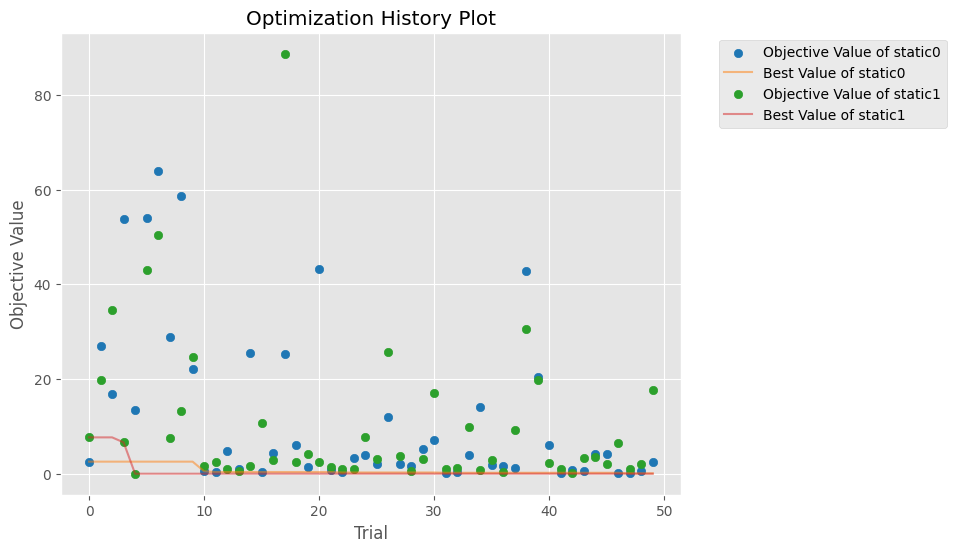 Optimization History Plot
Objective Value of static0
Best Value of static0
Objective Value of static1
Best Value of static1
Objective Value
80
60
40
20
0
0 10 20 30 40 50
Trial